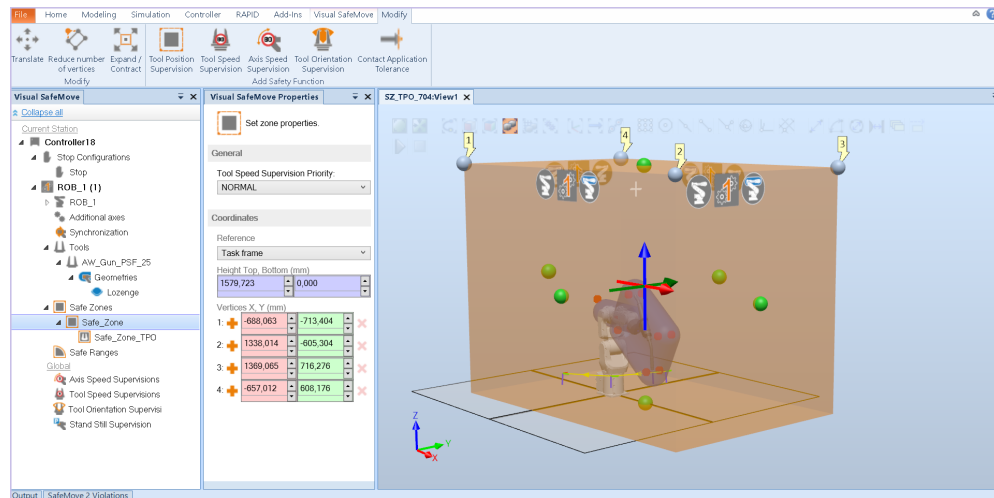 File Home Modeling Simulation Controller RAPID Add-Ins Visual SafeMove Modify
Translate Reduce number of vertices Expand / Contract Tool Position Supervision Tool Speed Supervision Axis Speed Supervision Tool Orientation Supervision Contact Application Tolerance
Modify Add Safety Function
Visual SafeMove
Collapse all
Current Station
Controller18
Stop Configurations
Stop
ROB_1 (1)
ROB_1
Additional axes
Synchronization
Tools
AW_Gun_PSF_25
Geometries
Lozenge
Safe Zones
Safe_Zone
Safe_Zone_TPO
Safe Ranges
Global
Axis Speed Supervisions
Tool Speed Supervisions
Tool Orientation Supervisi
Stand Still Supervision
Visual SafeMove Properties
Set zone properties.
General
Tool Speed Supervision Priority:
NORMAL
Coordinates
Reference
Task frame
Height Top, Bottom (mm)
1579,723 0,000
Vertices X, Y (mm)
1: -688,063 -713,404
2: 1338,014 -605,304
3: 1369,065 716,276
4: -657,012 608,176
SZ_TPO_704:View1
1
4
2
3
Z
Y
X
Output SafeMove 2 Violations